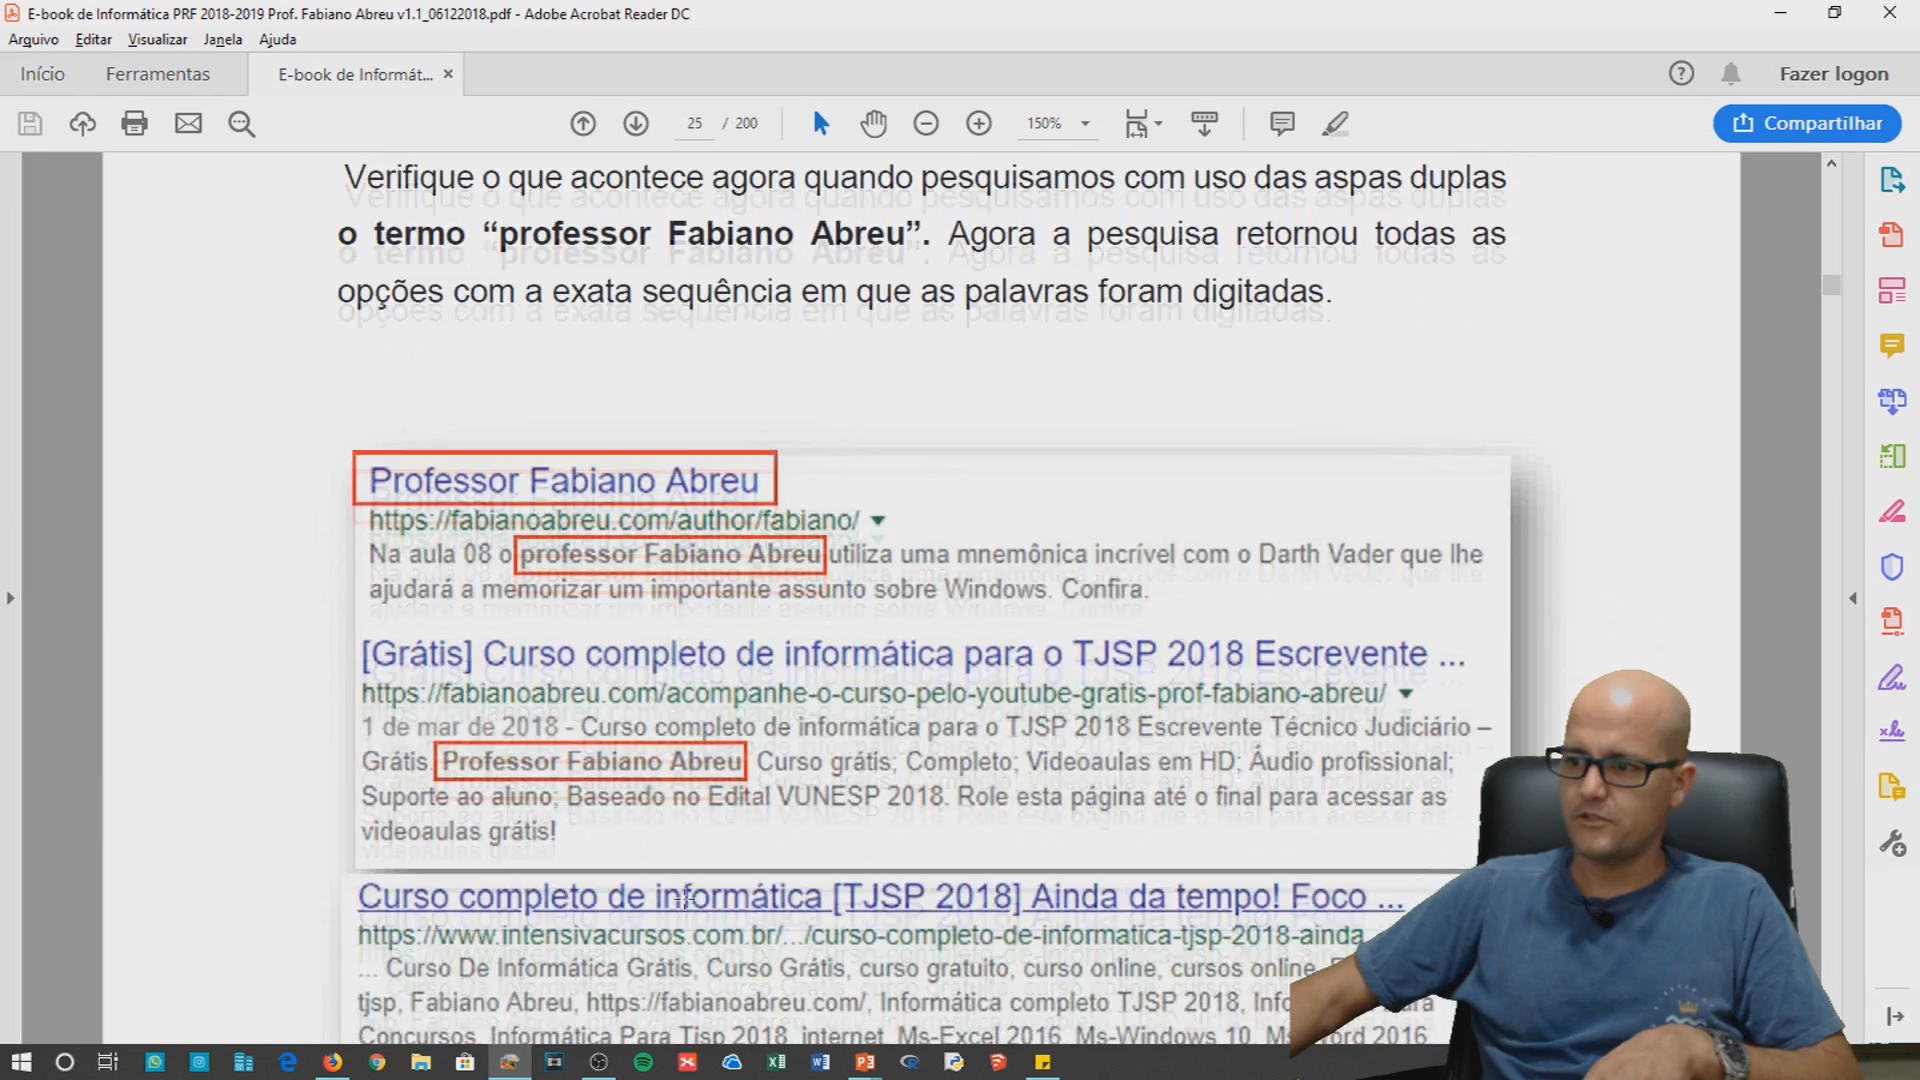 E-book de Informática PRF 2018-2019 Prof. Fabiano Abreu v1.1_06122018.pdf - Adobe Acrobat Reader DC
Arquivo Editar Visualizar Janela Ajuda
Início Ferramentas E-book de Informát... × Fazer logon
25 / 200 150% Compartilhar
Verifique o que acontece agora quando pesquisamos com uso das aspas duplas
o termo “professor Fabiano Abreu”. Agora a pesquisa retornou todas as
opções com a exata sequência em que as palavras foram digitadas.
Professor Fabiano Abreu
https://fabianoabreu.com/author/fabiano/
Na aula 08 o professor Fabiano Abreu utiliza uma mnemônica incrível com o Darth Vader que lhe
ajudará a memorizar um importante assunto sobre Windows. Confira.
[Grátis] Curso completo de informática para o TJSP 2018 Escrevente ...
https://fabianoabreu.com/acompanhe-o-curso-pelo-youtube-gratis-prof-fabiano-abreu/
1 de mar de 2018 - Curso completo de informática para o TJSP 2018 Escrevente Técnico Judiciário –
Grátis. Professor Fabiano Abreu Curso grátis; Completo; Videoaulas em HD; Áudio profissional;
Suporte ao aluno; Baseado no Edital VUNESP 2018. Role esta página até o final para acessar as
videoaulas grátis!
Curso completo de informática [TJSP 2018] Ainda da tempo! Foco ...
https://www.intensivacursos.com.br/.../curso-completo-de-informatica-tjsp-2018-ainda
... Curso De Informática Grátis, Curso Grátis, curso gratuito, curso online, cursos online,
tjsp, Fabiano Abreu, https://fabianoabreu.com/, Informática completo TJSP 2018,
Concursos, Informática Para Tjsp 2018, internet, Ms-Excel 2016, Ms-Windows 10, 2016